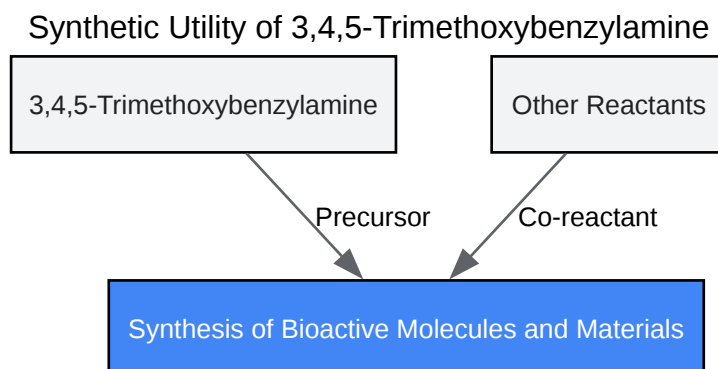 Synthetic Utility of 3,4,5-Trimethoxybenzylamine
3,4,5-Trimethoxybenzylamine
Other Reactants
Precursor
Co-reactant
Synthesis of Bioactive Molecules and Materials